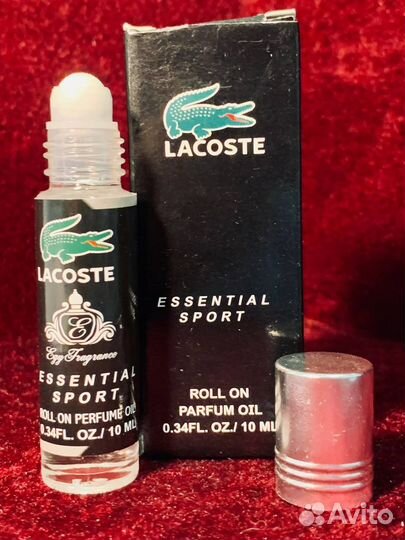 LACOSTE
ESSENTIAL
SPORT
ROLL ON
PARFUM OIL
0.34FL. OZ./ 10 ML
LACOSTE
E
Ezy Fragrance
ESSENTIAL
SPORT
ROLL ON PERFUME OIL
0.34FL. OZ./ 10 ML
Avito